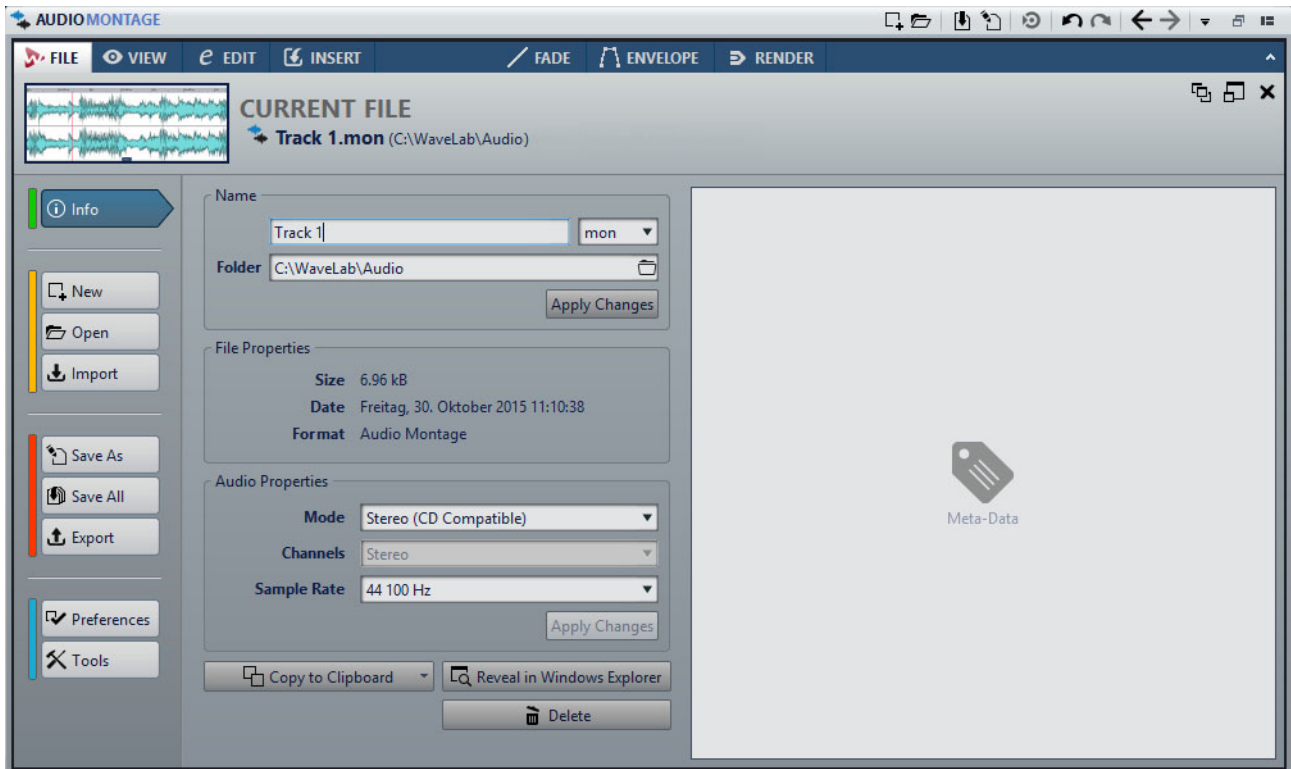 AUDIOMONTAGE
FILE VIEW EDIT INSERT FADE ENVELOPE RENDER
CURRENT FILE
Track 1.mon (C:\WaveLab\Audio)
Info
New
Open
Import
Save As
Save All
Export
Preferences
Tools
Name
Track 1 mon
Folder C:\WaveLab\Audio
Apply Changes
File Properties
Size 6.96 kB
Date Freitag, 30. Oktober 2015 11:10:38
Format Audio Montage
Audio Properties
Mode Stereo (CD Compatible)
Channels Stereo
Sample Rate 44 100 Hz
Apply Changes
Copy to Clipboard Reveal in Windows Explorer
Delete
Meta-Data